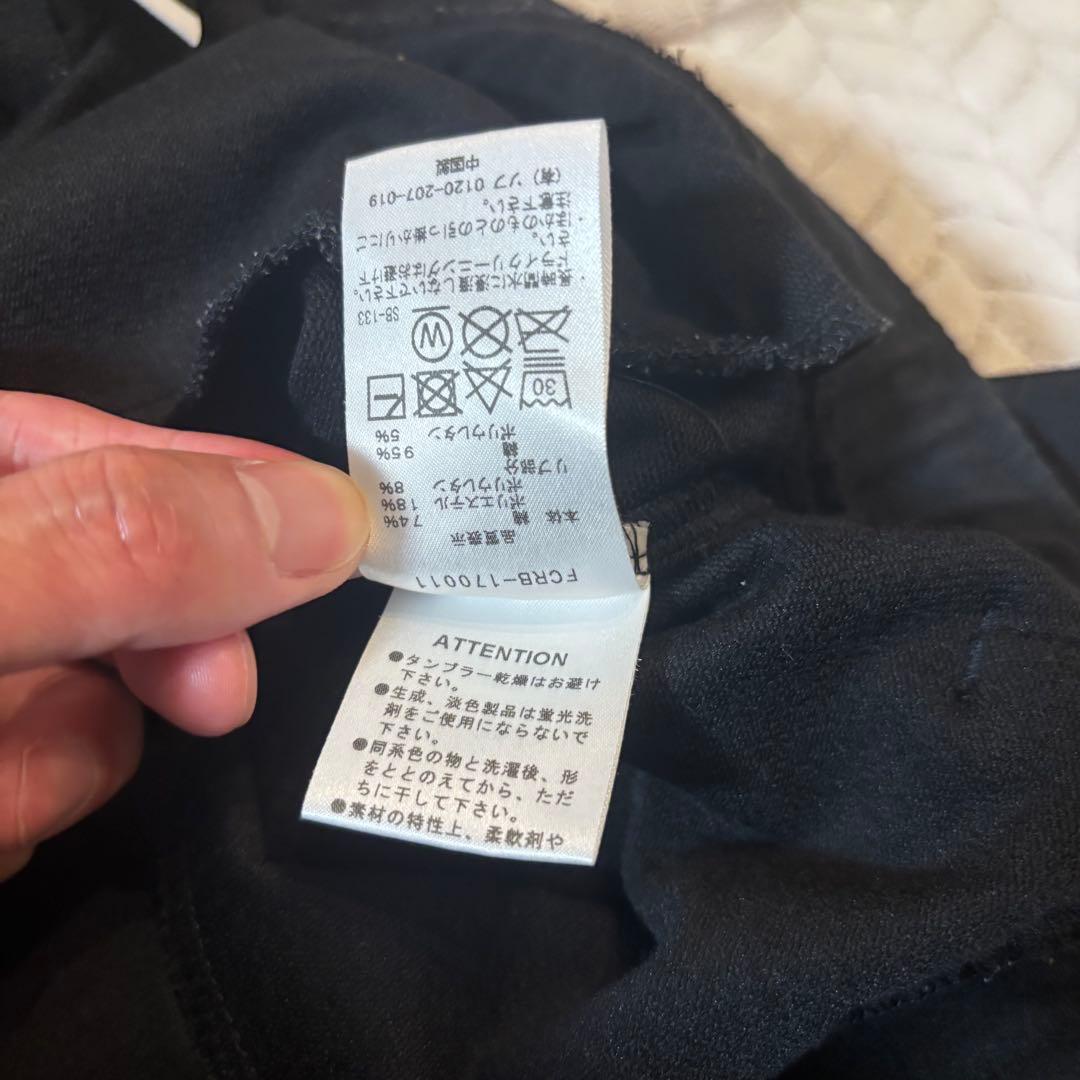 FCRB-170011
品質表示
本体 綿 74%
ポリエステル 18%
ポリウレタン 8%
リブ部分
綿 95%
ポリウレタン 5%
30
W
SB-133
・長時間水に浸漬しないで下さい。
ドライクリーニングはお避け下
さい。
・ほかのものとの引っ掛かりにご
注意下さい。
(有) ソフ 0120-207-019
中国製
ATTENTION
●タンブラー乾燥はお避け
下さい。
●生成、淡色製品は蛍光洗
剤をご使用にならないで
下さい。
●同系色の物と洗濯後、形
をととのえてから、ただ
ちに干して下さい。
●素材の特性上、柔軟剤や